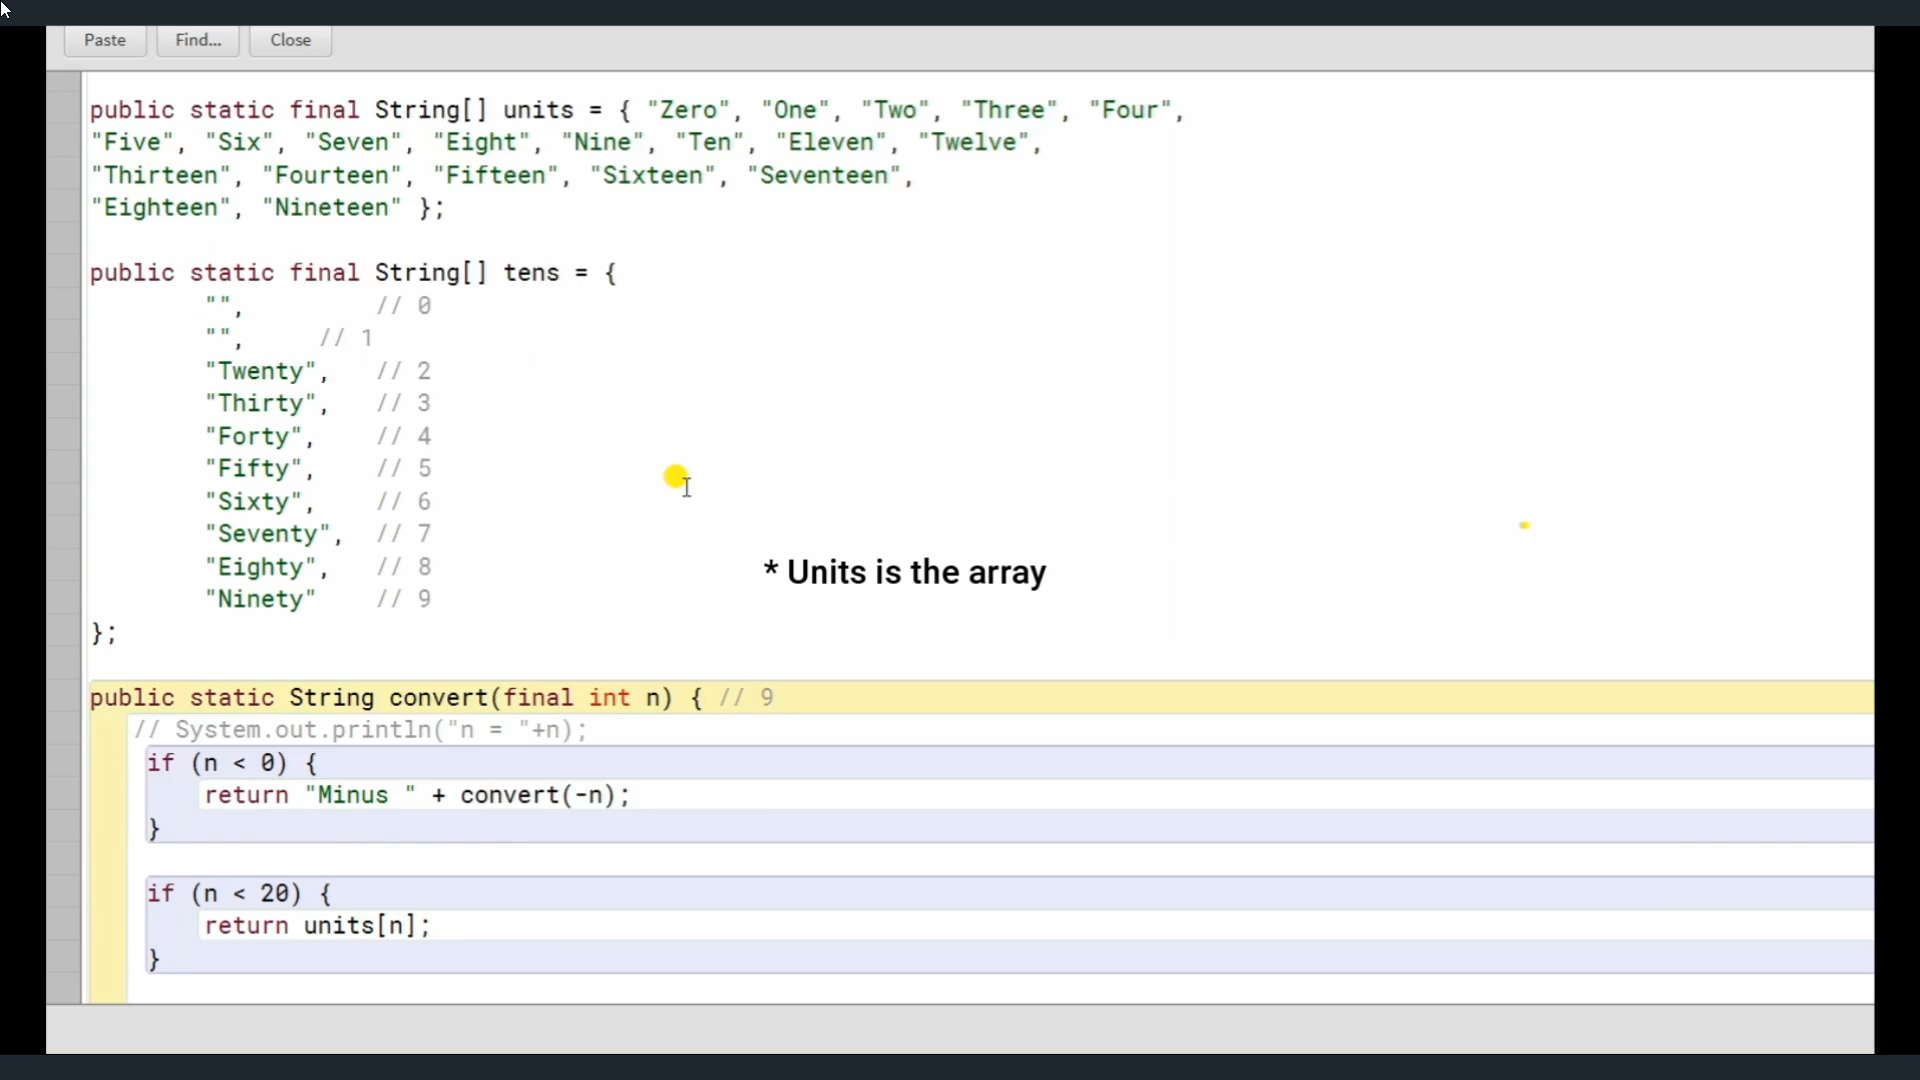 Paste Find... Close
public static final String[] units = { "Zero", "One", "Two", "Three", "Four",
"Five", "Six", "Seven", "Eight", "Nine", "Ten", "Eleven", "Twelve",
"Thirteen", "Fourteen", "Fifteen", "Sixteen", "Seventeen",
"Eighteen", "Nineteen" };
public static final String[] tens = {
"", // 0
"", // 1
"Twenty", // 2
"Thirty", // 3
"Forty", // 4
"Fifty", // 5
"Sixty", // 6
"Seventy", // 7
"Eighty", // 8
* Units is the array
"Ninety" // 9
};
public static String convert(final int n) { // 9
// System.out.println("n = "+n);
if (n < 0) {
return "Minus " + convert(-n);
}
if (n < 20) {
return units[n];
}